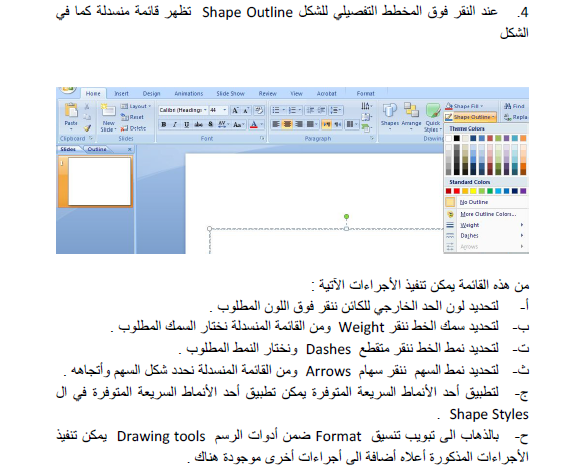 4. عند النقر فوق المخطط التفصيلي للشكل Shape Outline تظهر قائمة منسدلة كما في
الشكل
Home Insert Design Animations Slide Show Review View Acrobat Format
Paste
New Slide
Layout
Reset
Delete
Calibri (Headings) 44
Shapes Arrange Quick Styles
Shape Fill
Shape Outline
Find
Repla
Clipboard Slides Font Paragraph Drawin
Slides Outline
Theme Colors
Standard Colors
No Outline
More Outline Colors...
Weight
Dashes
Arrows
من هذه القائمة يمكن تنفيذ الأجراءات الآتية :
أ- لتحديد لون الحد الخارجي للكائن ننقر فوق اللون المطلوب .
ب- لتحديد سمك الخط ننقر Weight ومن القائمة المنسدلة نختار السمك المطلوب .
ت- لتحديد نمط الخط ننقر متقطع Dashes ونختار النمط المطلوب .
ث- لتحديد نمط السهم ننقر سهام Arrows ومن القائمة المنسدلة نحدد شكل السهم وأتجاهه .
ج- لتطبيق أحد الأنماط السريعة المتوفرة يمكن تطبيق أحد الأنماط السريعة المتوفرة في ال
Shape Styles .
ح- بالذهاب الى تبويب تنسيق Format ضمن أدوات الرسم Drawing tools يمكن تنفيذ
الأجراءات المذكورة أعلاه أضافة الى أجراءات أخرى موجودة هناك .